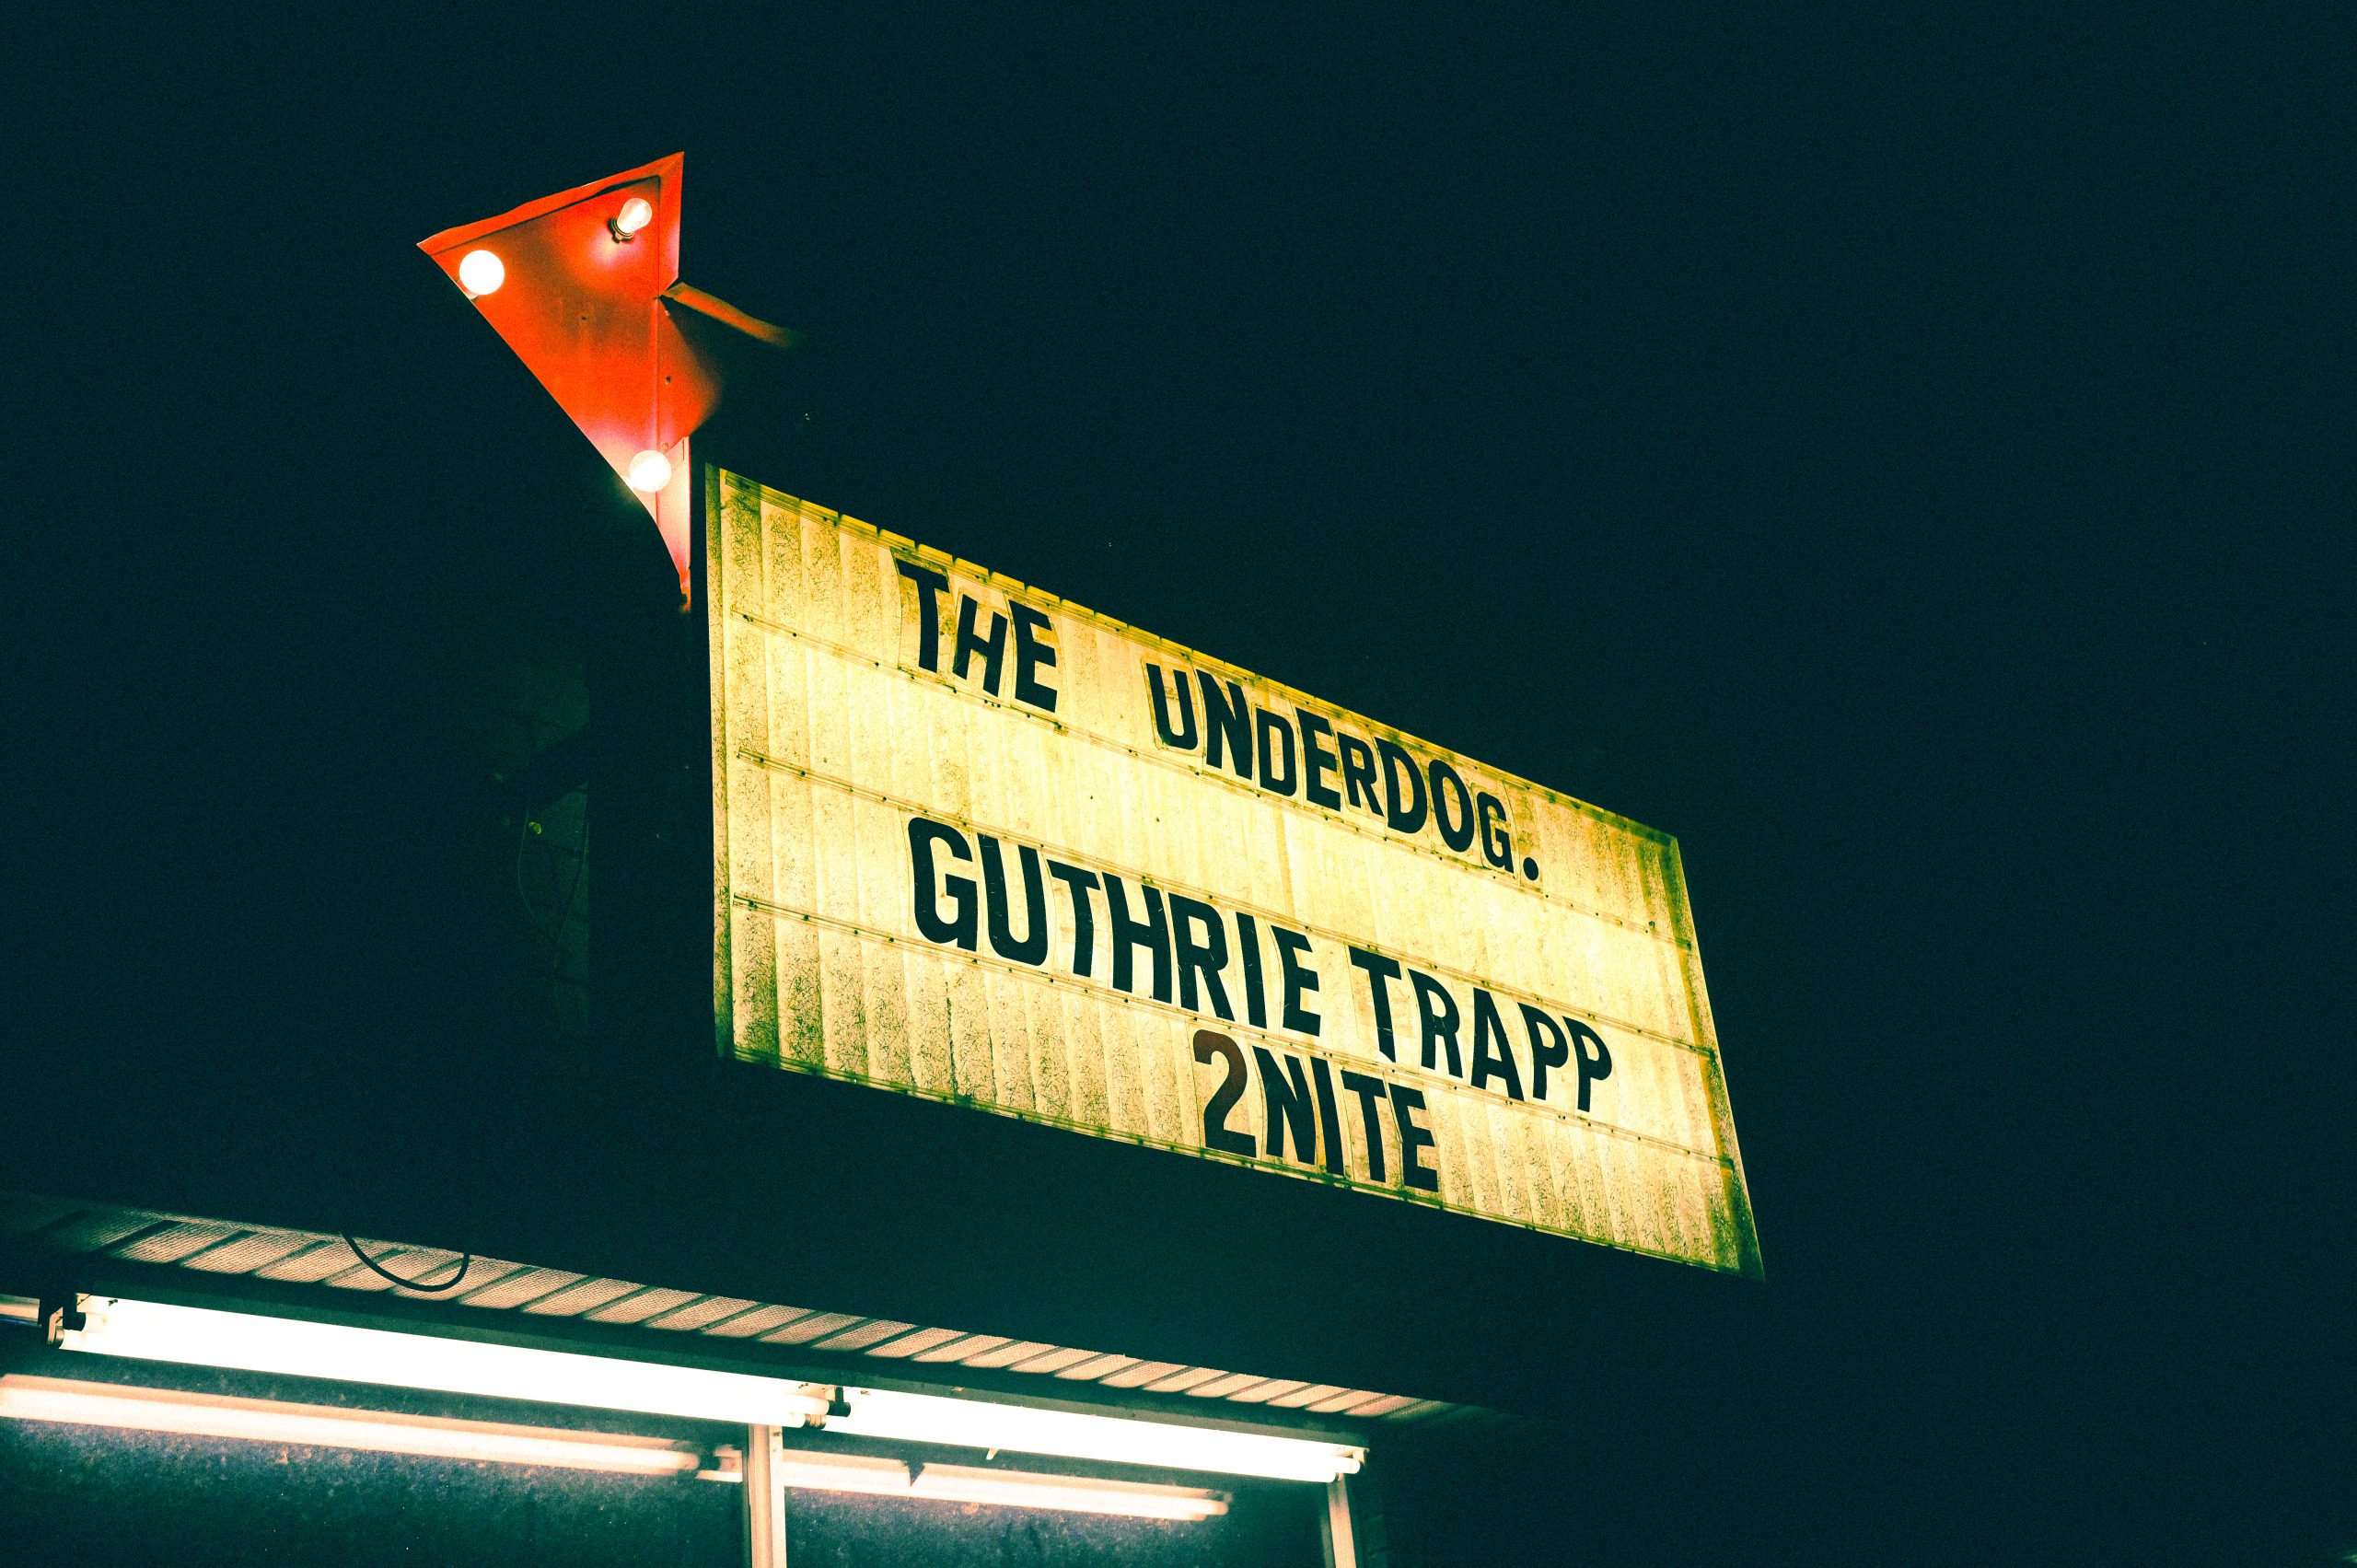 THE UNDERDOG.
GUTHRIE TRAPP
2NITE